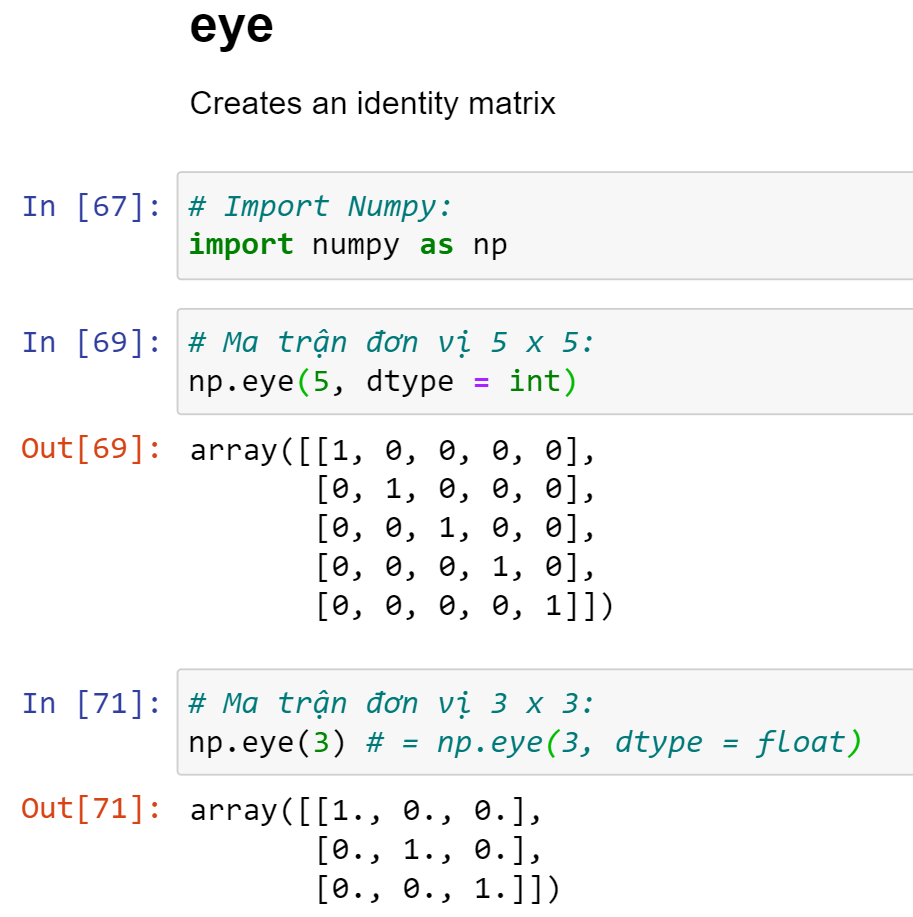 eye
Creates an identity matrix
In [67]: # Import Numpy:
import numpy as np
In [69]: # Ma trận đơn vị 5 x 5:
np.eye(5, dtype = int)
Out[69]: array([[1, 0, 0, 0, 0],
[0, 1, 0, 0, 0],
[0, 0, 1, 0, 0],
[0, 0, 0, 1, 0],
[0, 0, 0, 0, 1]])
In [71]: # Ma trận đơn vị 3 x 3:
np.eye(3) # = np.eye(3, dtype = float)
Out[71]: array([[1., 0., 0.],
[0., 1., 0.],
[0., 0., 1.]])